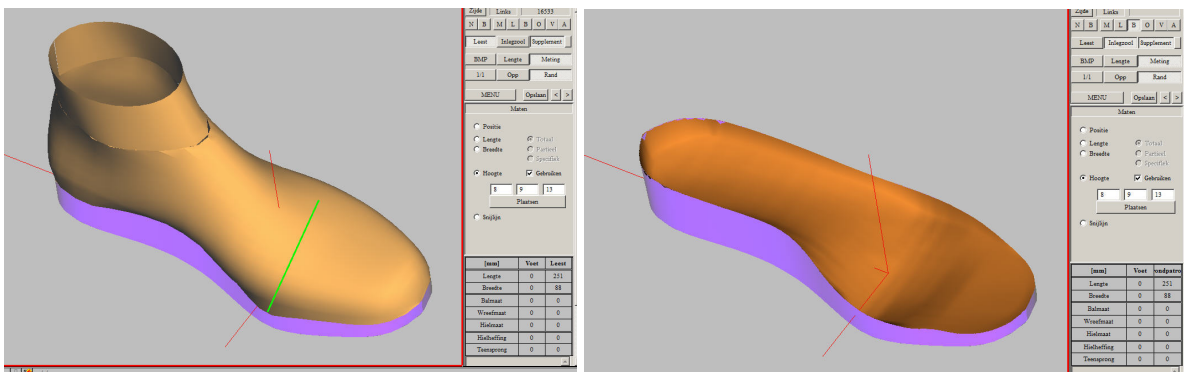 Zijde Links 16533
N B M L B O V A
Leest Inlegzool Supplement
BMP Lengte Meting
1/1 Opp Rand
MENU Opslaan < >
Maten
Positie
Lengte Totaal
Breedte Partieel
Specifiek
Hoogte Gebruiken
8 9 13
Plaatsen
Snijlijn
[mm] Voet Leest
Lengte 0 251
Breedte 0 88
Balmaat 0 0
Wreefmaat 0 0
Hielmaat 0 0
Hielheffing 0 0
Teensprong 0 0
Zijde Links
N B M L B O V A
Leest Inlegzool Supplement
BMP Lengte Meting
1/1 Opp Rand
MENU Opslaan < >
Maten
Positie
Lengte Totaal
Breedte Partieel
Specifiek
Hoogte Gebruiken
8 9 13
Plaatsen
Snijlijn
[mm] Voet ondpatro
Lengte 0 251
Breedte 0 88
Balmaat 0 0
Wreefmaat 0 0
Hielmaat 0 0
Hielheffing 0 0
Teensprong 0 0